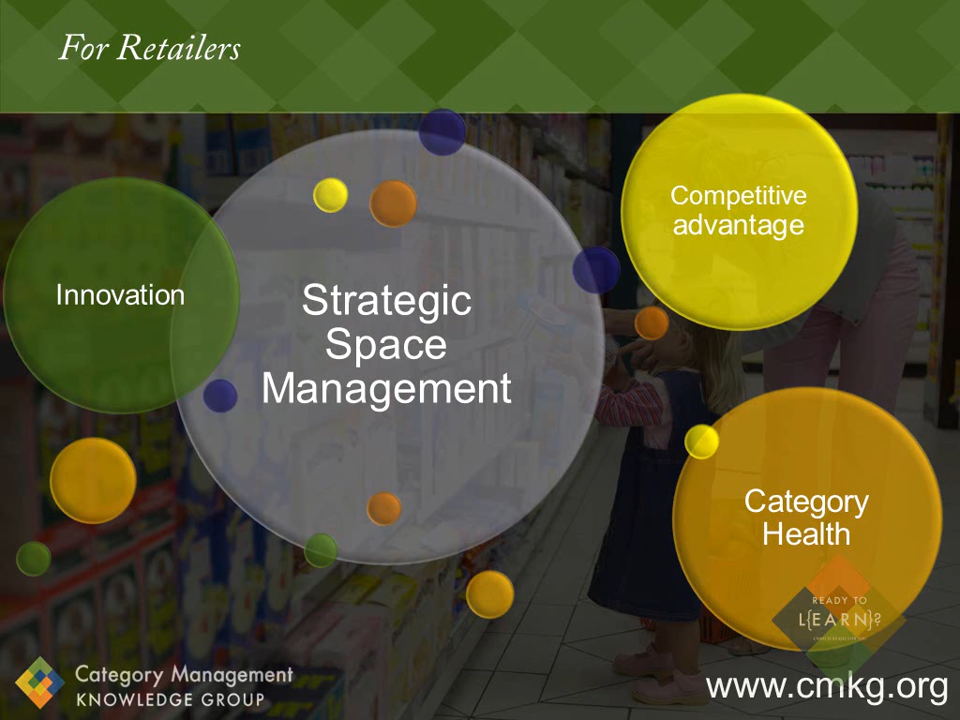 For Retailers
Innovation
Strategic
Space
Management
Competitive
advantage
Category
Health
READY TO
L{EARN}?
Category Management
KNOWLEDGE GROUP
www.cmkg.org